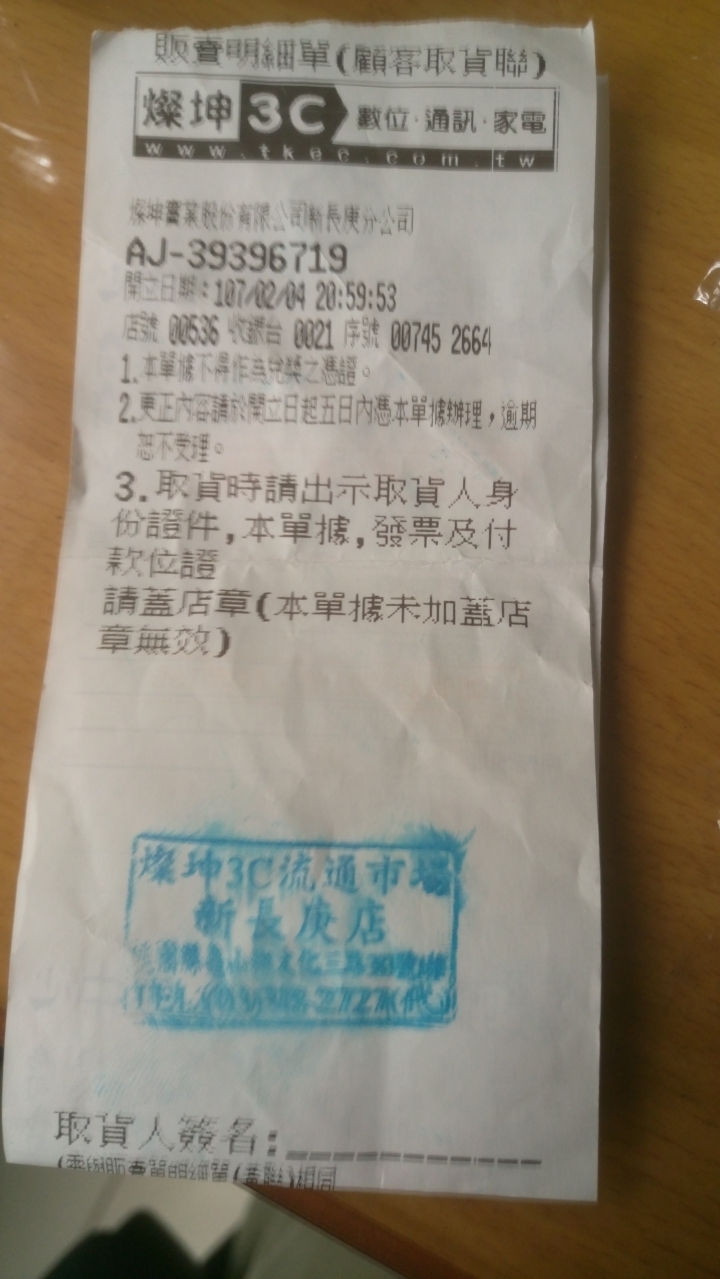 販賣明細單(顧客取貨聯)
燦坤 3C 數位·通訊·家電
www.tkec.com.tw
燦坤實業股份有限公司新長庚分公司
AJ-39396719
開立日期:107/02/04 20:59:53
店號 00536 收銀台 0021 序號 00745 2664
1.本單據不得作為兌獎之憑證。
2.更正內容請於開立日起五日內憑本單據辦理,逾期
恕不受理。
3.取貨時請出示取貨人身
份證件,本單據,發票及付
款位證
請蓋店章(本單據未加蓋店
章無效)
燦坤3C流通市場
新長庚店
文化三路
取貨人簽名: